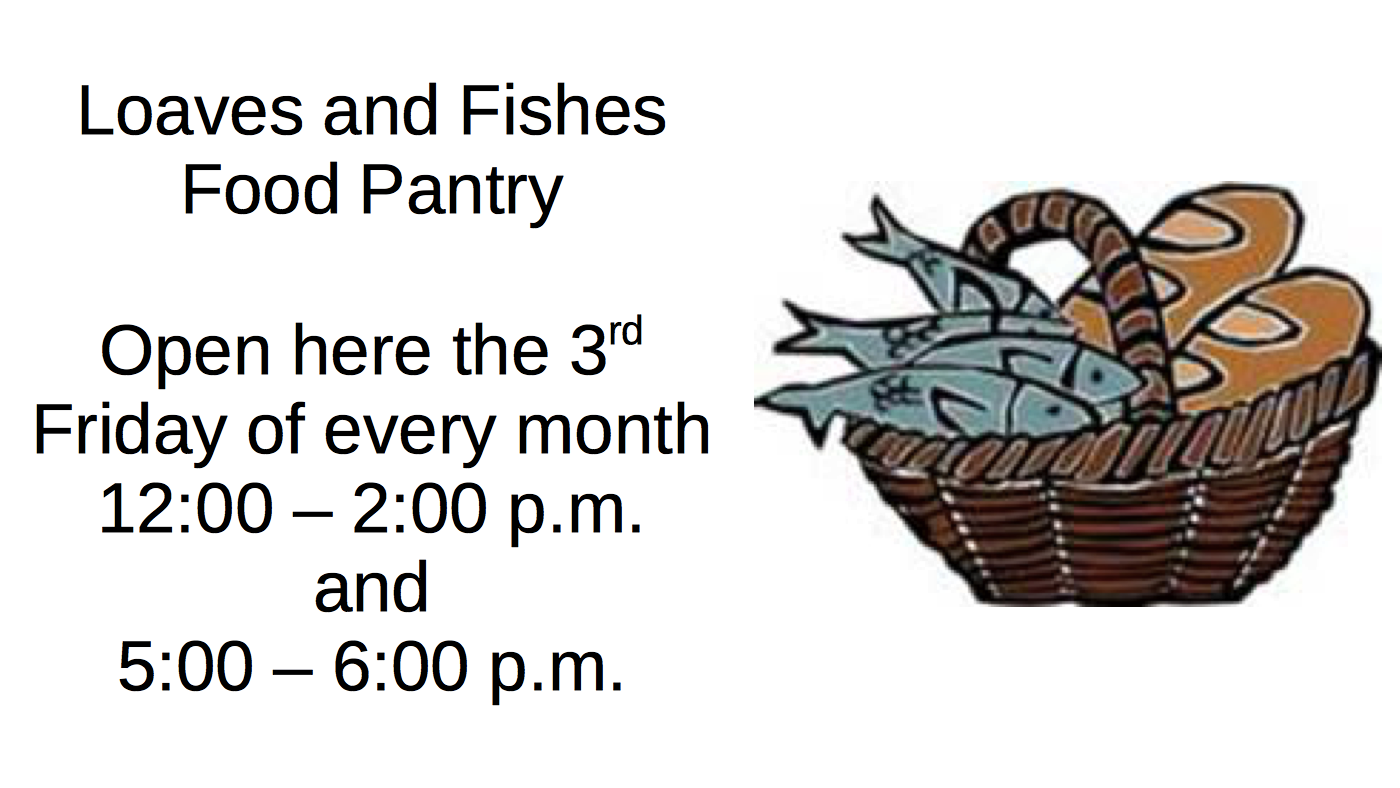 Loaves and Fishes
Food Pantry
Open here the 3rd
Friday of every month
12:00 – 2:00 p.m.
and
5:00 – 6:00 p.m.